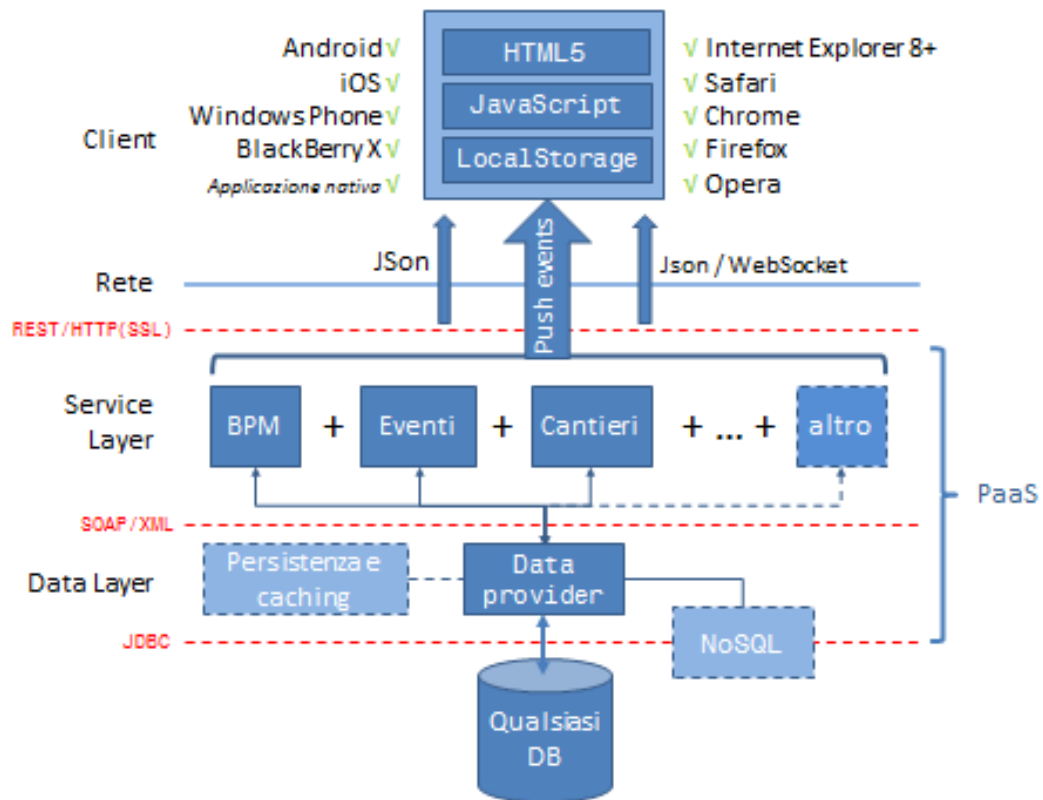 Android √
iOS √
Windows Phone √
BlackBerry X √
Applicazione nativa √
Client
HTML5
JavaScript
LocalStorage
√ Internet Explorer 8+
√ Safari
√ Chrome
√ Firefox
√ Opera
JSon
Push events
Json / WebSocket
Rete
REST/HTTP(SSL)
Service
Layer
BPM
+
Eventi
+
Cantieri
+ ... +
altro
PaaS
SOAP/XML
Data Layer
Persistenza e
caching
Data
provider
NoSQL
JDBC
Qualsiasi
DB